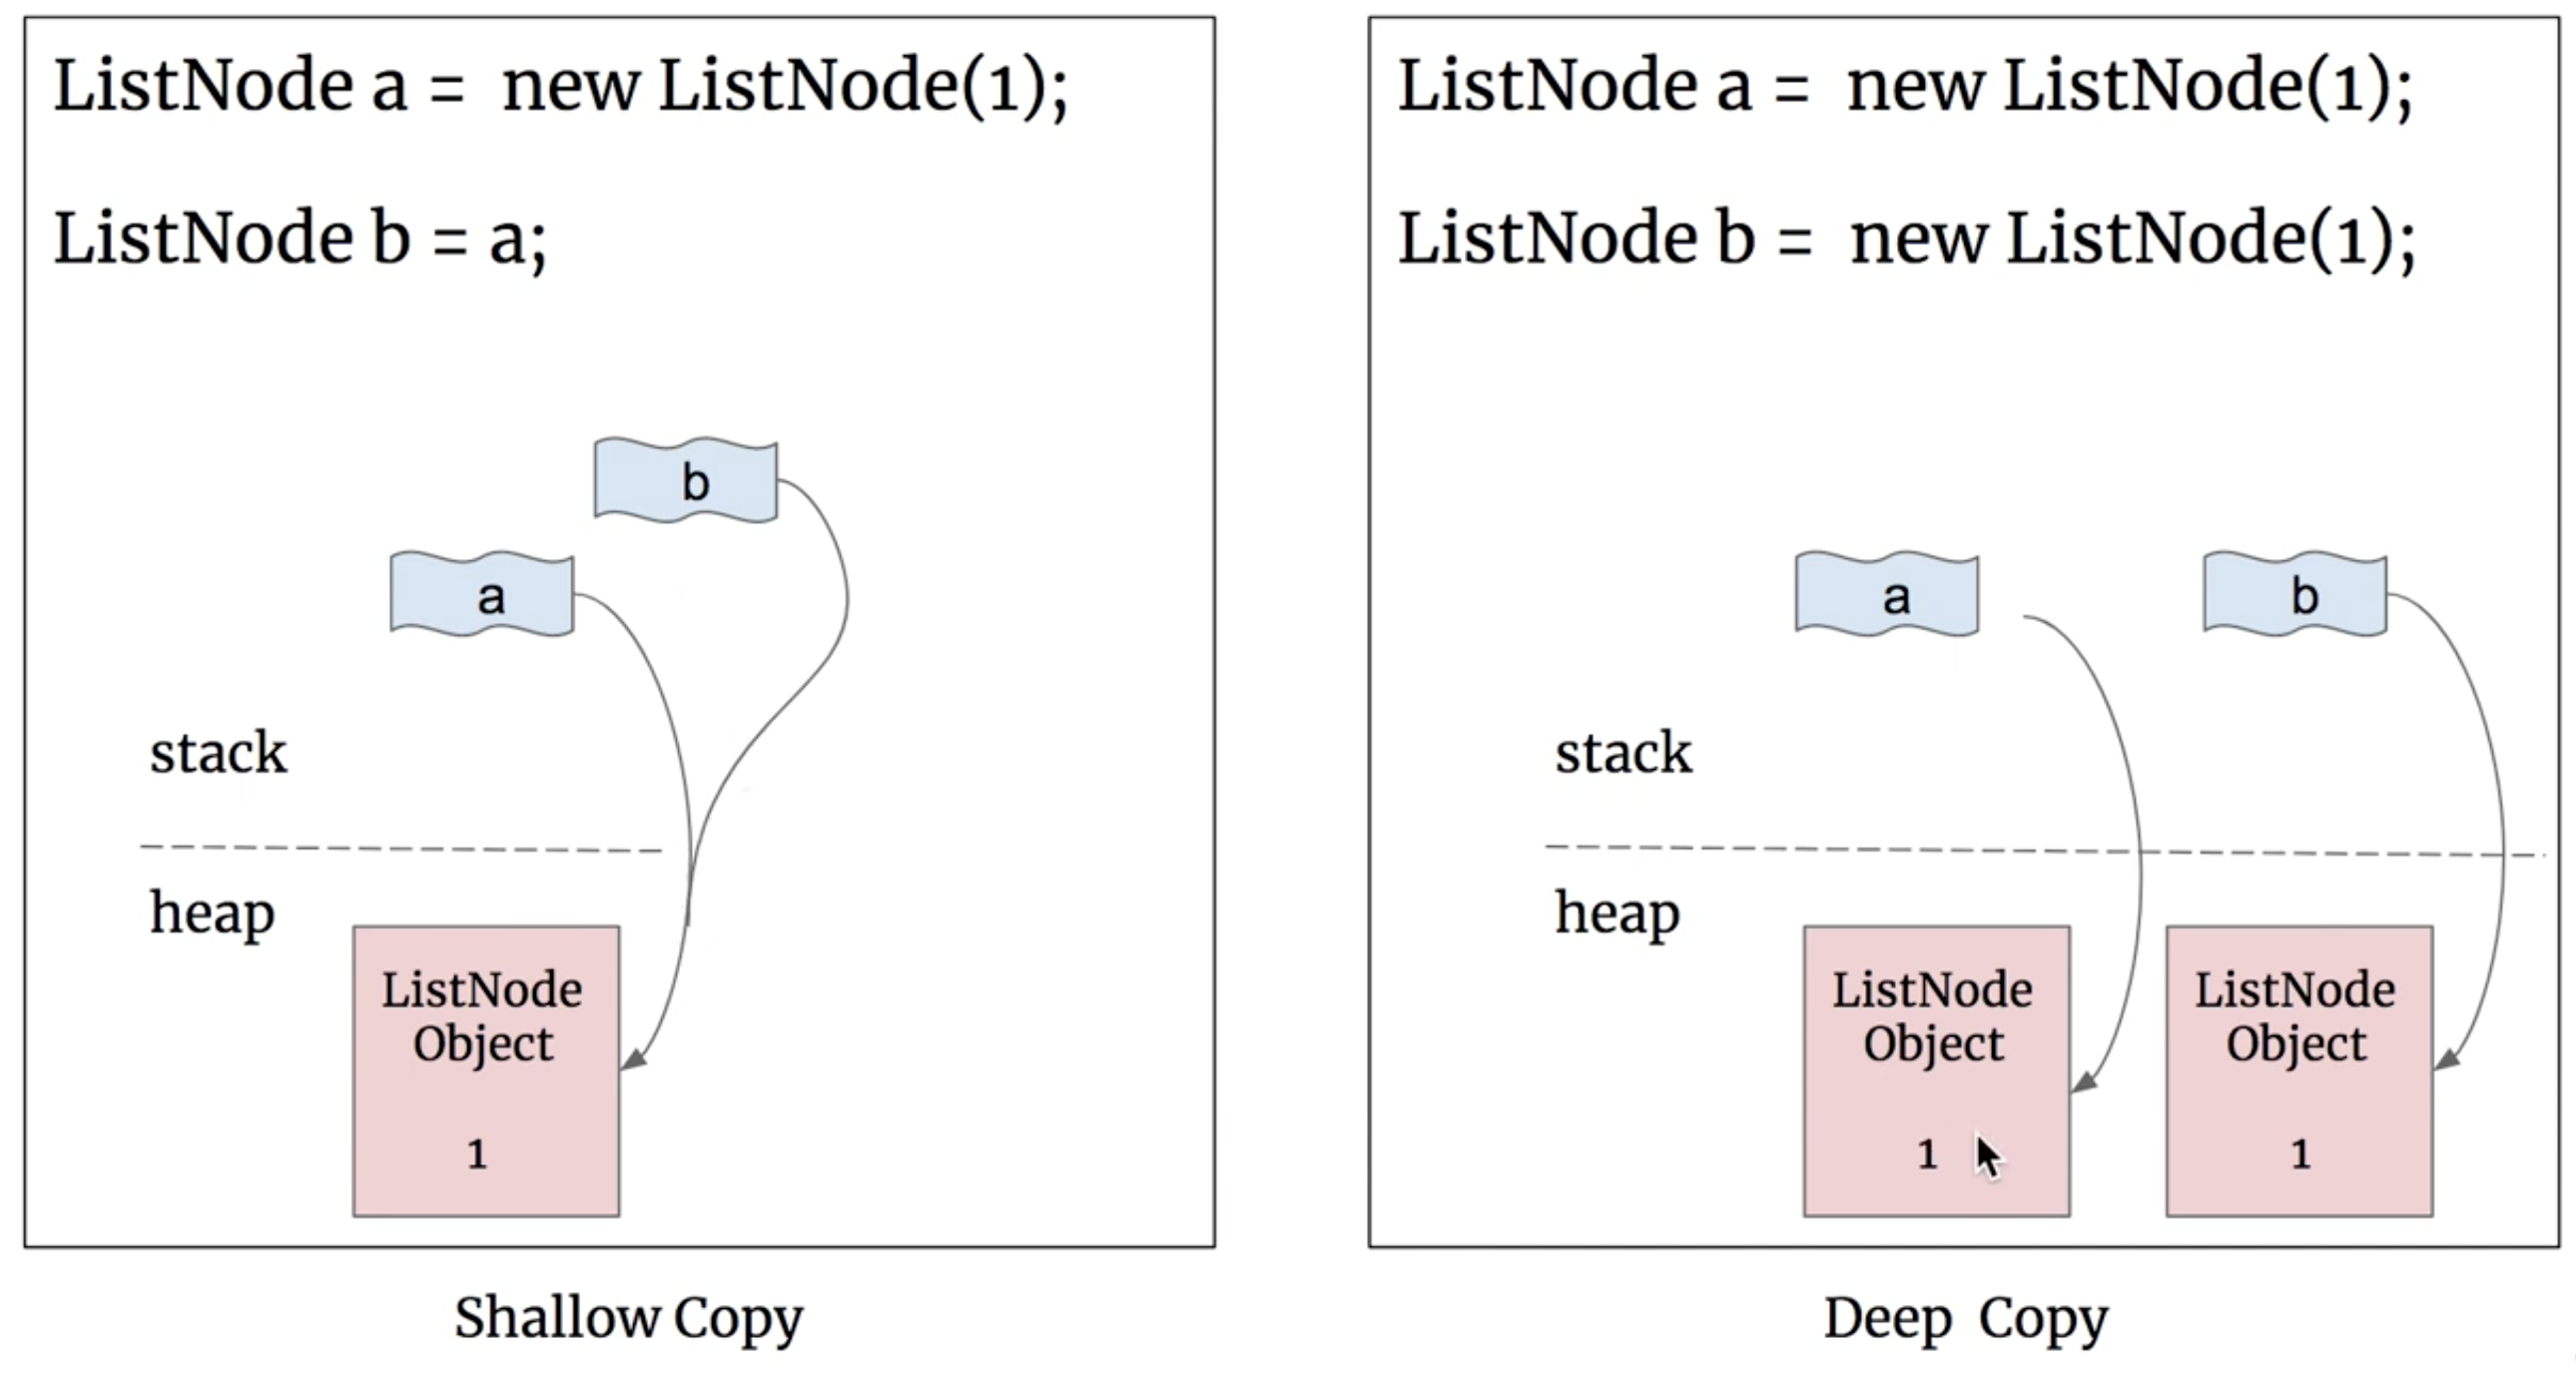 ListNode a =  new ListNode(1);
ListNode b = a;
b
a
stack
heap
ListNode
Object
1
Shallow Copy
ListNode a =  new ListNode(1);
ListNode b =  new ListNode(1);
a
b
stack
heap
ListNode
Object
1
ListNode
Object
1
Deep  Copy